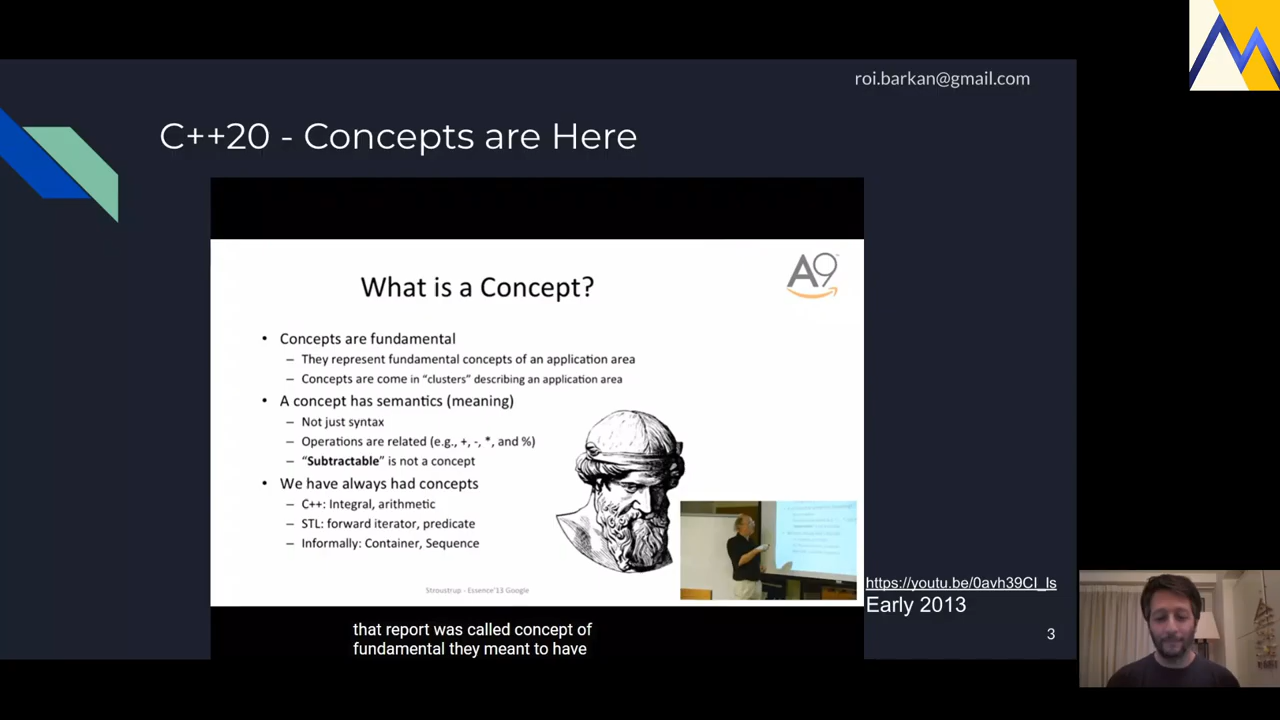 roi.barkan@gmail.com
C++20 - Concepts are Here
A9
What is a Concept?
• Concepts are fundamental
– They represent fundamental concepts of an application area
– Concepts are come in “clusters” describing an application area
• A concept has semantics (meaning)
– Not just syntax
– Operations are related (e.g., +, -, *, and %)
– “Subtractable” is not a concept
• We have always had concepts
– C++: Integral, arithmetic
– STL: forward iterator, predicate
– Informally: Container, Sequence
Stroustrup - Essence'13 Google
https://youtu.be/0avh39CI_Is
Early 2013
3
that report was called concept of
fundamental they meant to have